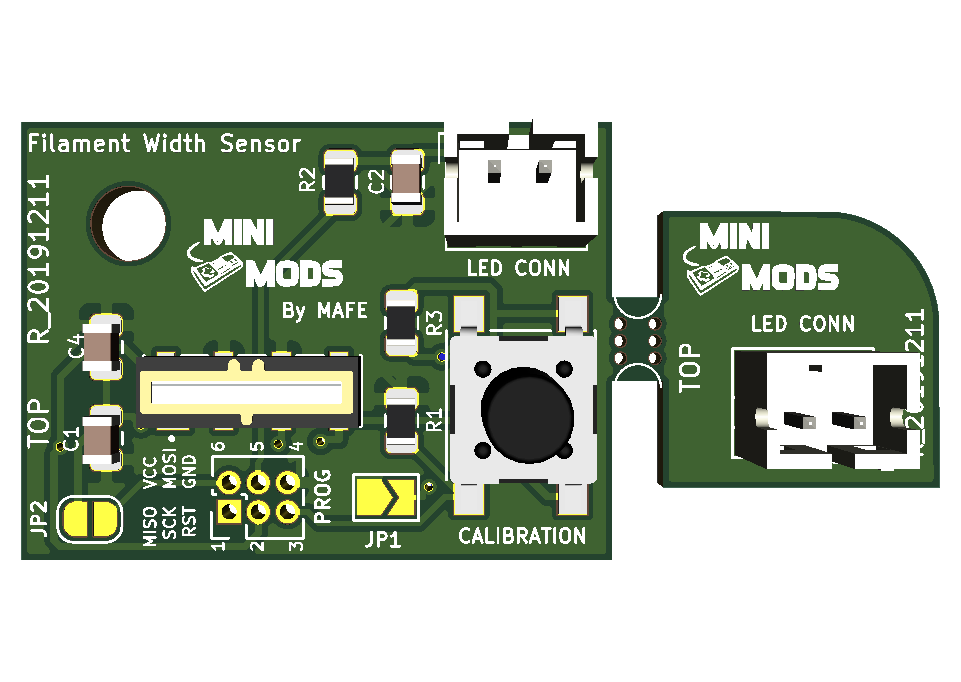 Filament Width Sensor
R_20191211
TOP
R2
C2
MINI
MODS
By MAFE
LED CONN
R3
C4
C1
R1
JP2
VCC
MOSI
GND
MISO
SCK
RST
6
5
4
1
2
3
PROG
JP1
CALIBRATION
MINI
MODS
LED CONN
TOP